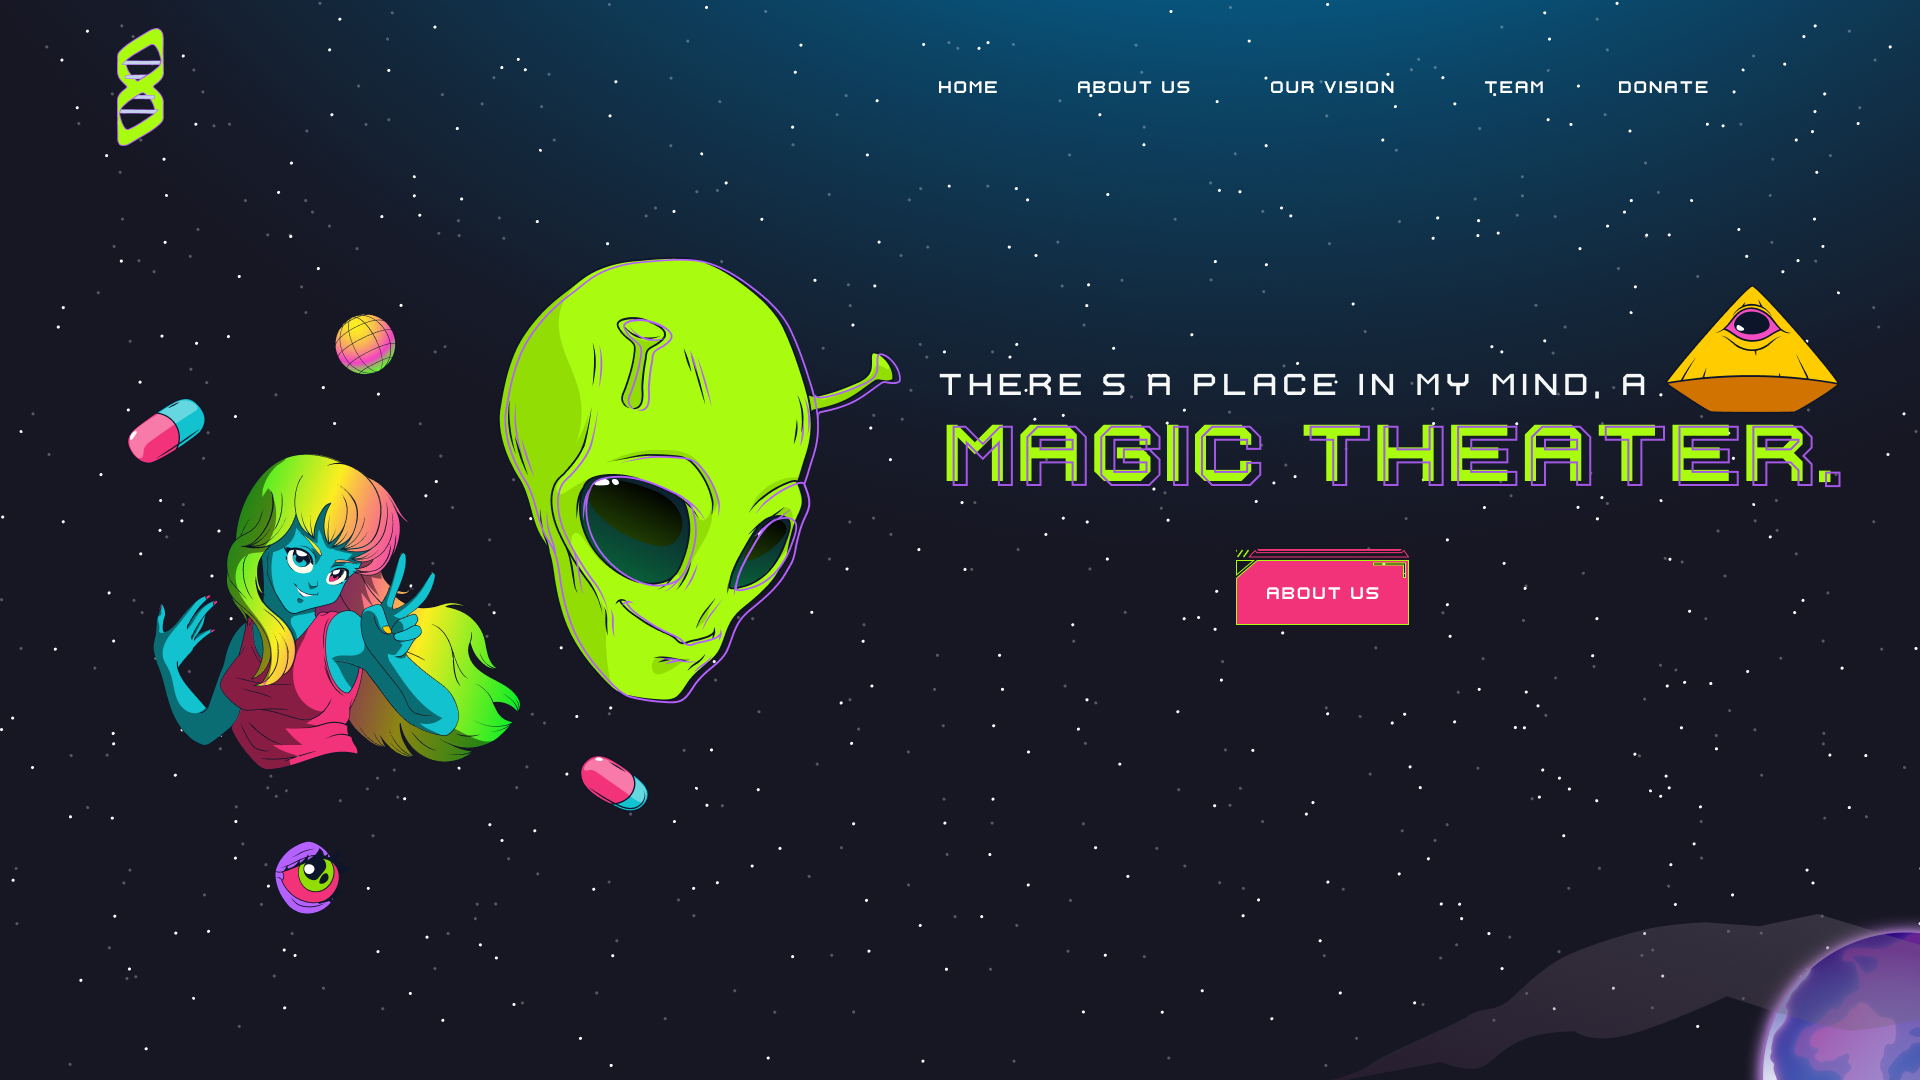 HOME ABOUT US OUR VISION TEAM DONATE
THERE S A PLACE IN MY MIND, A
MAGIC THEATER.
ABOUT US